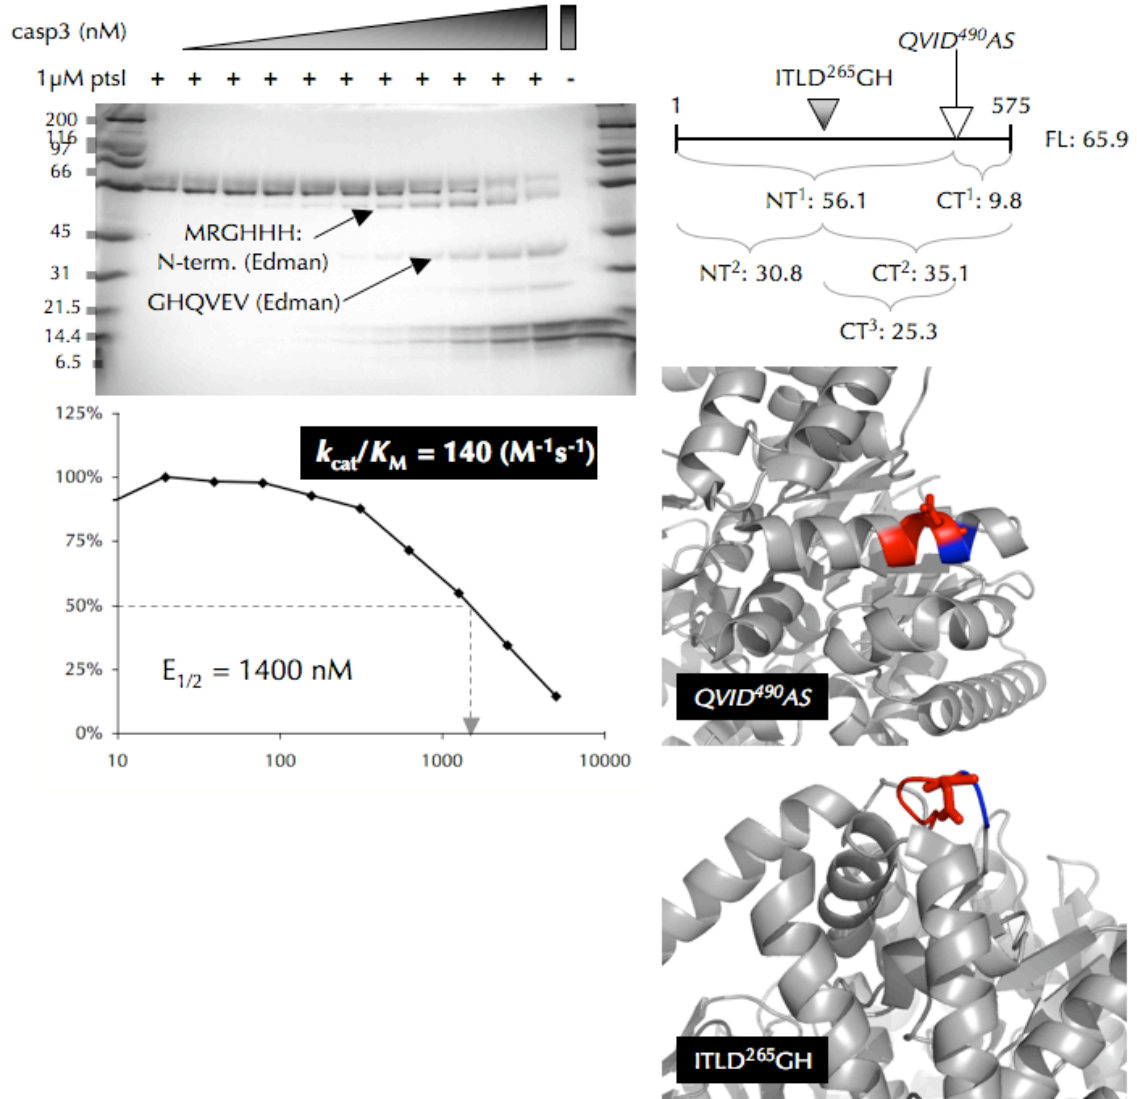 casp3 (nM)
1µM ptsI + + + + + + + + + + + -
200
116
97
66
45
31
21.5
14.4
6.5
MRGHHH:
N-term. (Edman)
GHQVEV (Edman)
QVID490AS
ITLD265GH
1 575
FL: 65.9
NT1: 56.1 CT1: 9.8
NT2: 30.8 CT2: 35.1
CT3: 25.3
125%
100%
75%
50%
25%
0%
kcat/KM = 140 (M-1s-1)
E1/2 = 1400 nM
10 100 1000 10000
QVID490AS
ITLD265GH